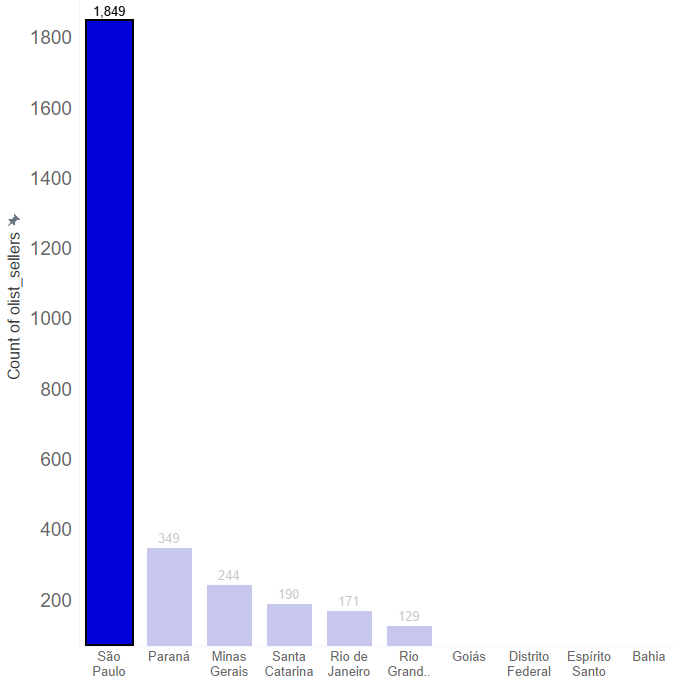 1,849
1800
1600
1400
1200
1000
800
600
400
200
Count of olist_sellers
349
244
190
171
129
São
Paulo
Paraná
Minas
Gerais
Santa
Catarina
Rio de
Janeiro
Rio
Grand..
Goiás
Distrito
Federal
Espírito
Santo
Bahia